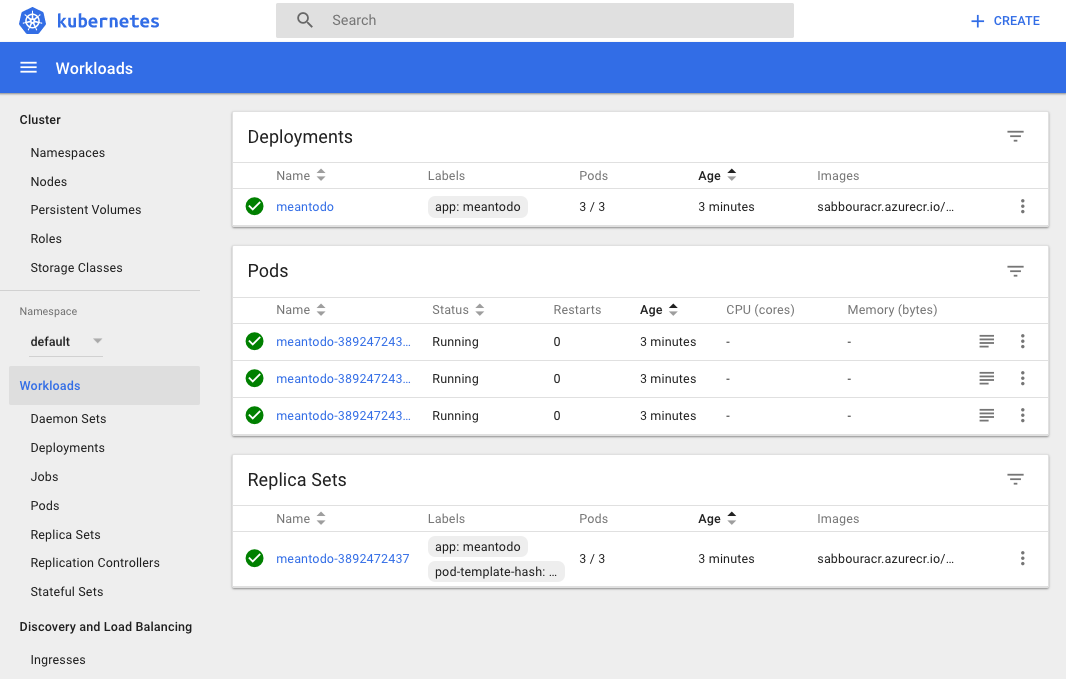 kubernetes
Search
CREATE
Workloads
Cluster
Namespaces
Nodes
Persistent Volumes
Roles
Storage Classes
Namespace
default
Workloads
Daemon Sets
Deployments
Jobs
Pods
Replica Sets
Replication Controllers
Stateful Sets
Discovery and Load Balancing
Ingresses
Deployments
Name Labels Pods Age Images
meantodo app: meantodo 3 / 3 3 minutes sabbouracr.azurecr.io/…
Pods
Name Status Restarts Age CPU (cores) Memory (bytes)
meantodo-389247243… Running 0 3 minutes - -
meantodo-389247243… Running 0 3 minutes - -
meantodo-389247243… Running 0 3 minutes - -
Replica Sets
Name Labels Pods Age Images
app: meantodo
meantodo-3892472437 3 / 3 3 minutes sabbouracr.azurecr.io/…
pod-template-hash: …